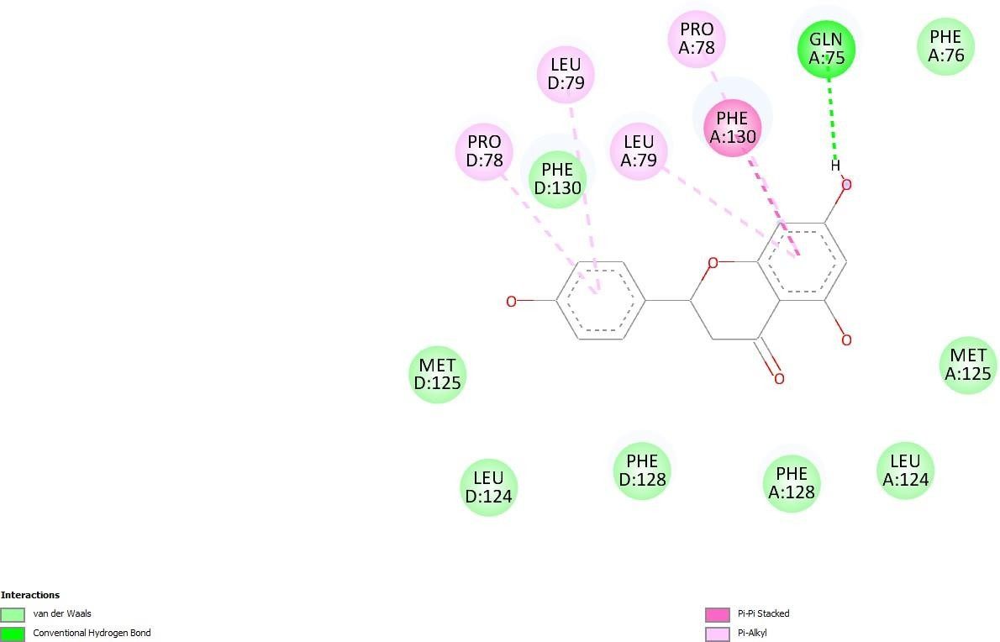 PRO
A:78
GLN
A:75
PHE
A:76
LEU
D:79
PHE
A:130
PRO
D:78
LEU
A:79
PHE
D:130
H
O
O
O
O
O
MET
D:125
MET
A:125
LEU
D:124
PHE
D:128
PHE
A:128
LEU
A:124
Interactions
van der Waals
Conventional Hydrogen Bond
Pi-Pi Stacked
Pi-Alkyl